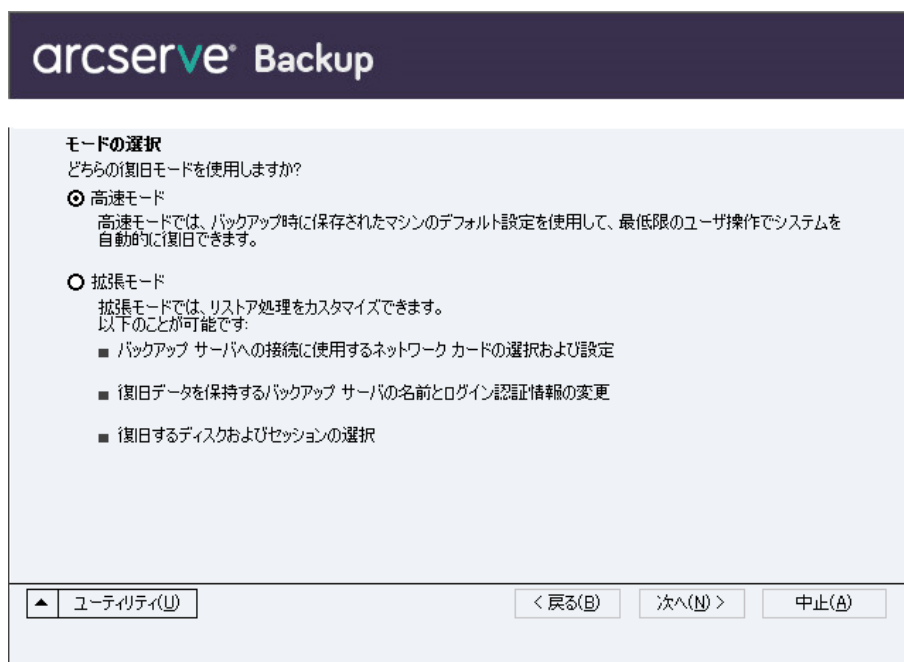 arcserve® Backup
モードの選択
どちらの復旧モードを使用しますか?
高速モード
高速モードでは、バックアップ時に保存されたマシンのデフォルト設定を使用して、最低限のユーザ操作でシステムを
自動的に復旧できます。
拡張モード
拡張モードでは、リストア処理をカスタマイズできます。
以下のことが可能です:
■ バックアップ サーバへの接続に使用するネットワーク カードの選択および設定
■ 復旧データを保持するバックアップ サーバの名前とログイン認証情報の変更
■ 復旧するディスクおよびセッションの選択
▲ ユーティリティ(U) < 戻る(B) 次へ(N) > 中止(A)